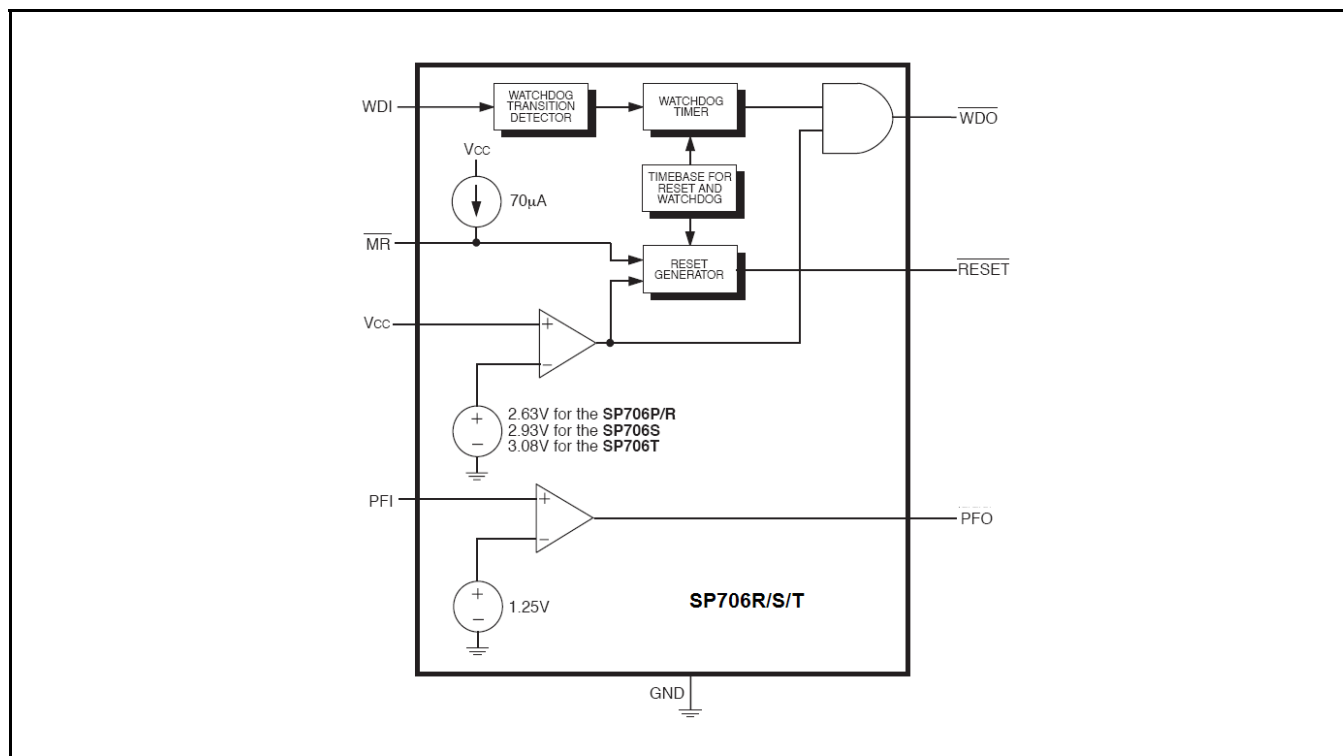 WDI
WATCHDOG
TRANSITION
DETECTOR
WATCHDOG
TIMER
WDO
VCC
70µA
TIMEBASE FOR
RESET AND
WATCHDOG
MR
RESET
GENERATOR
RESET
VCC
+
−
+
−
2.63V for the SP706P/R
2.93V for the SP706S
3.08V for the SP706T
PFI
+
−
PFO
+
−
1.25V
SP706R/S/T
GND